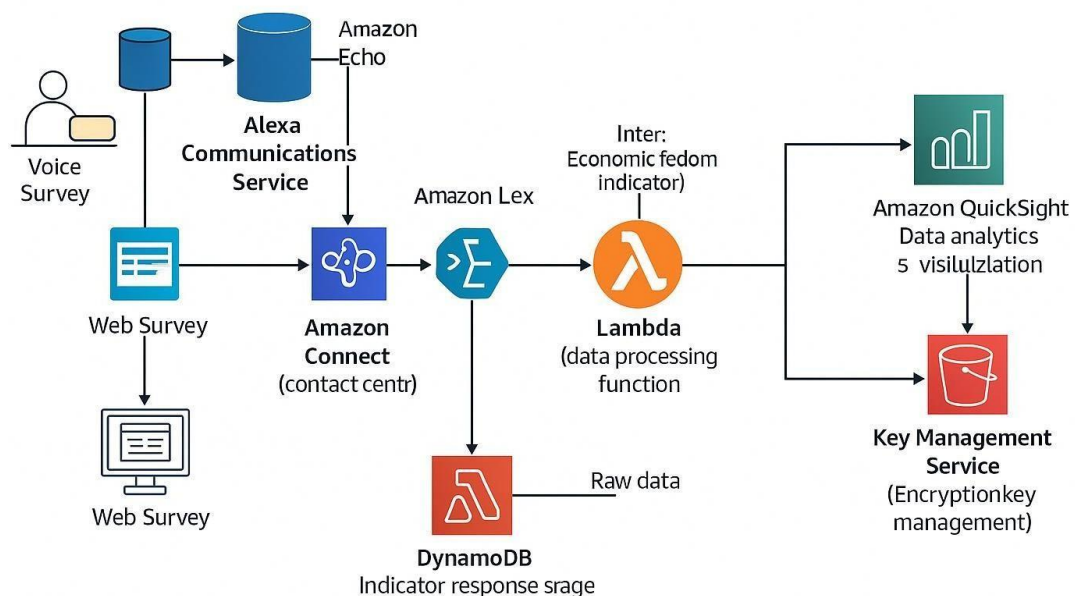 Amazon
Echo
Alexa
Communications
Service
Voice
Survey
Inter:
Economic fedom
indicator)
Amazon Lex
Amazon QuickSight
Data analytics
5 visilulzlation
Web Survey
Amazon
Connect
(contact centr)
Lambda
(data processing
function)
Key Management
Service
(Encryptionkey
management)
Web Survey
Raw data
DynamoDB
Indicator response srage